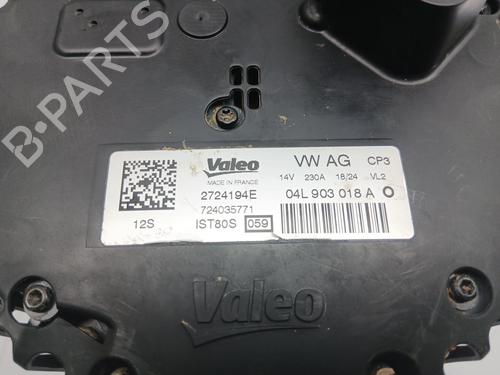 B-PARTS
Valeo VW AG CP3
MADE IN FRANCE 14V 230A 18/24 VL2
2724194E 04L 903 018 A
724035771
12S IST80S 059
Valeo